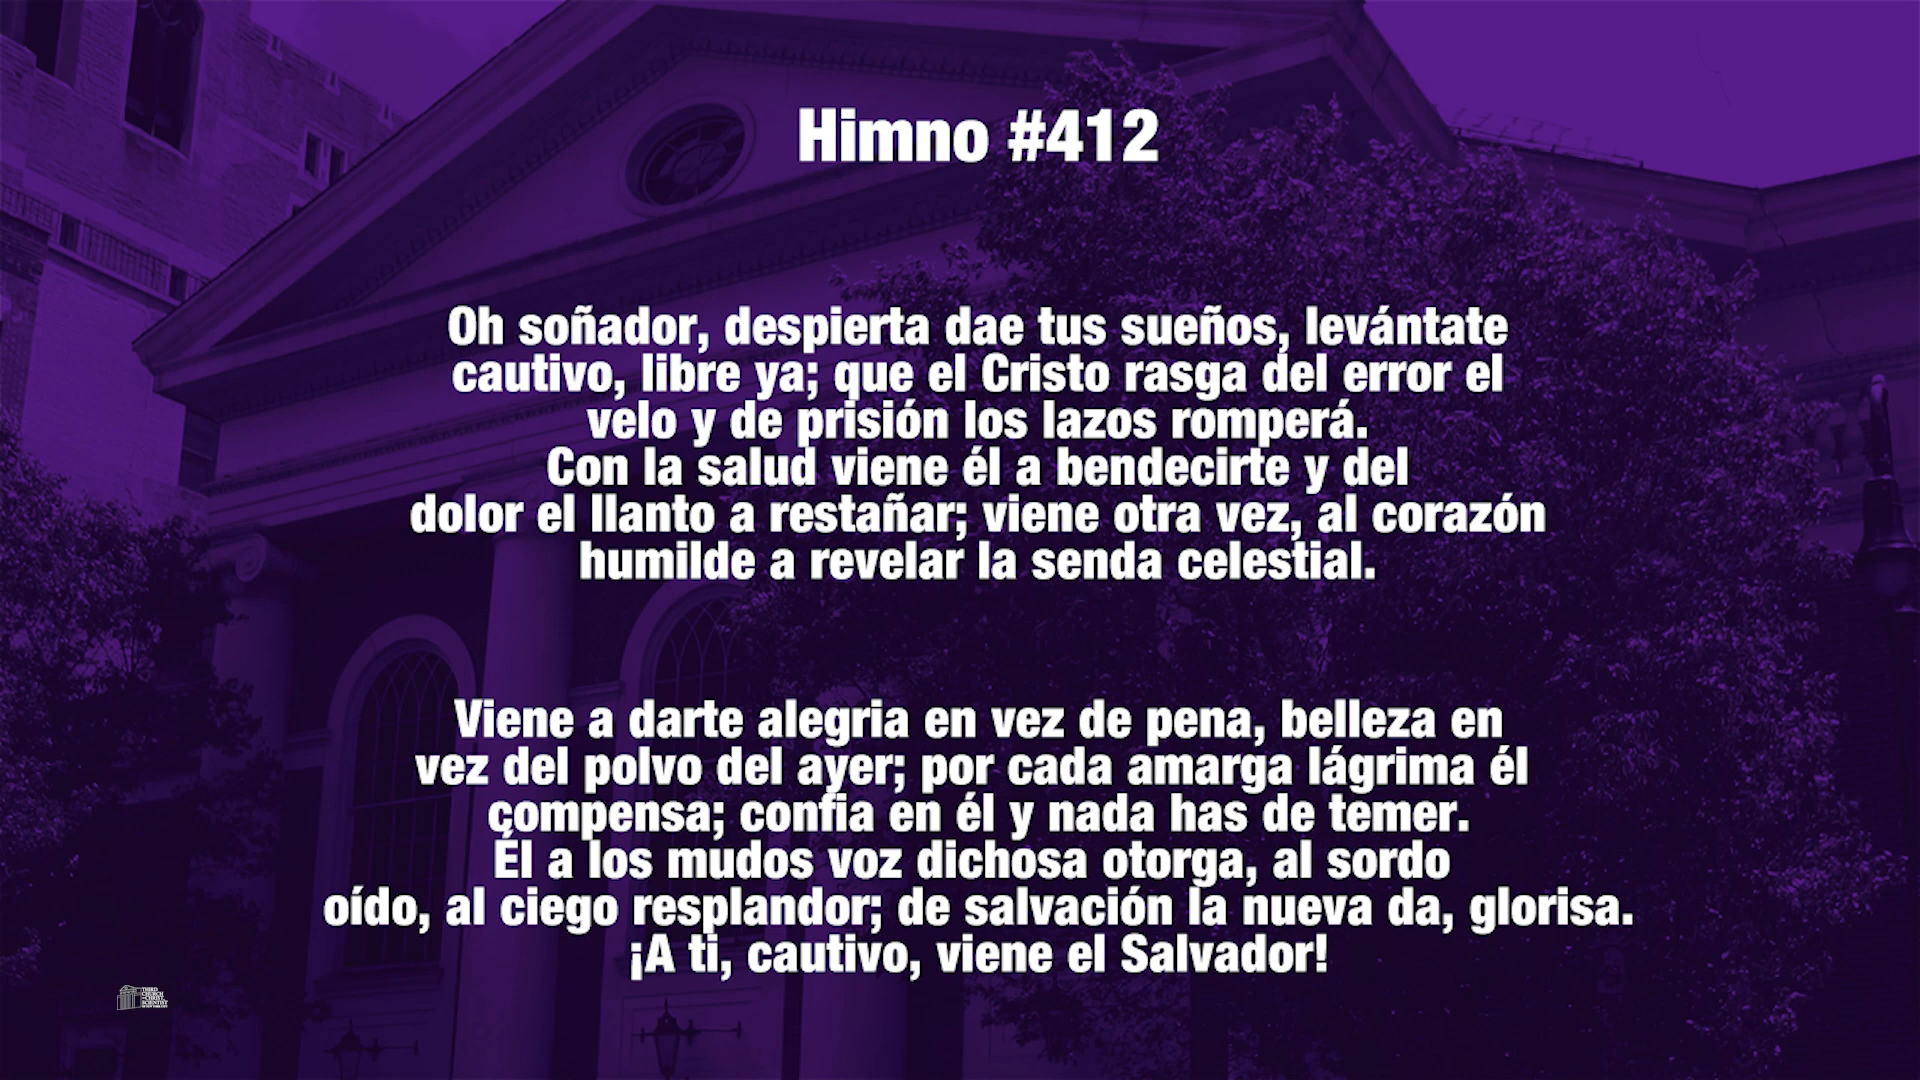 Himno #412
Oh soñador, despierta dae tus sueños, levántate
cautivo, libre ya; que el Cristo rasga del error el
velo y de prisión los lazos romperá.
Con la salud viene él a bendecirte y del
dolor el llanto a restañar; viene otra vez, al corazón
humilde a revelar la senda celestial.
Viene a darte alegria en vez de pena, belleza en
vez del polvo del ayer; por cada amarga lágrima él
compensa; confia en él y nada has de temer.
Él a los mudos voz dichosa otorga, al sordo
oído, al ciego resplandor; de salvación la nueva da, glorisa.
¡A ti, cautivo, viene el Salvador!
THIRD
CHURCH
CHRIST
SCIENTIST